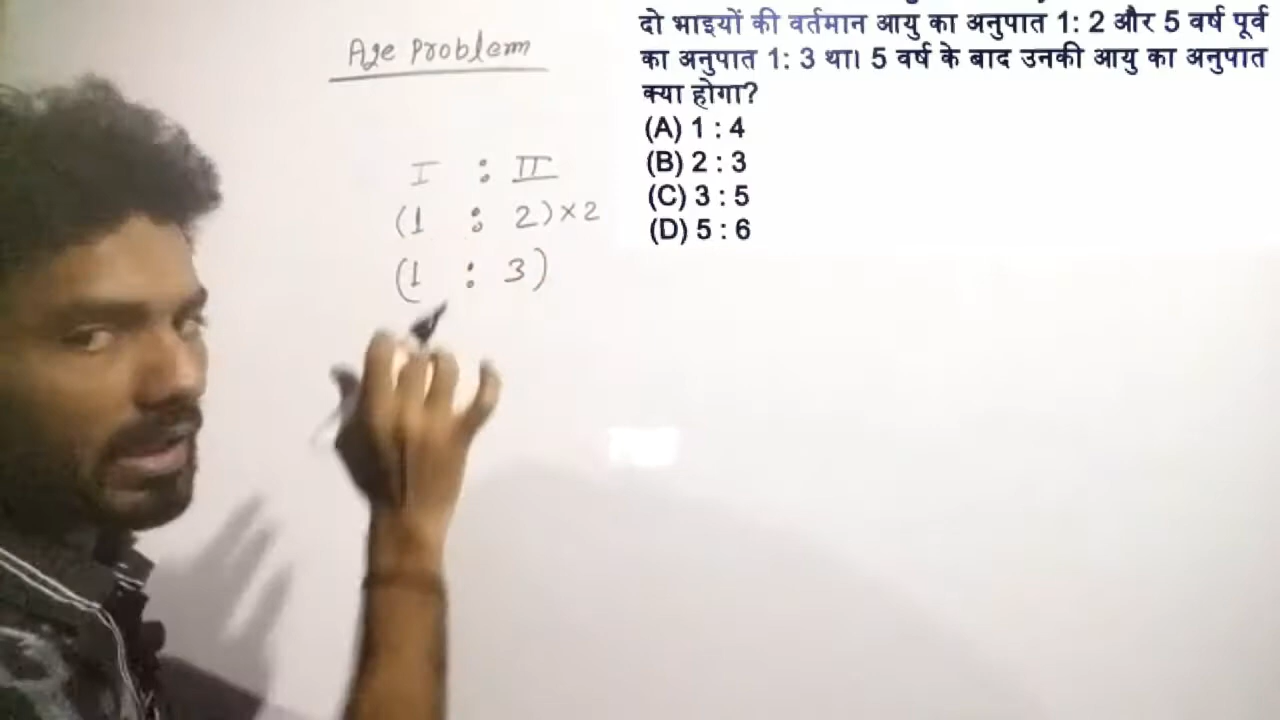 Age Problem
I : II
(1 : 2)×2
(1 : 3)
दो भाइयों की वर्तमान आयु का अनुपात 1: 2 और 5 वर्ष पूर्व
का अनुपात 1: 3 था। 5 वर्ष के बाद उनकी आयु का अनुपात
क्या होगा?
(A) 1 : 4
(B) 2 : 3
(C) 3 : 5
(D) 5 : 6